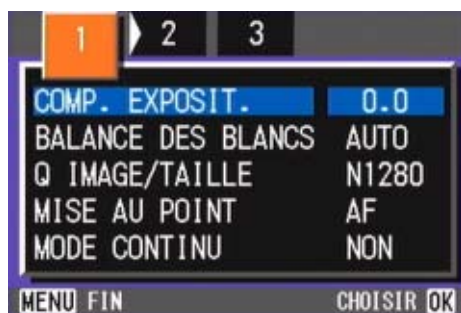 1 2 3
COMP. EXPOSIT. 0.0
BALANCE DES BLANCS AUTO
Q IMAGE/TAILLE N1280
MISE AU POINT AF
MODE CONTINU NON
MENU FIN CHOISIR OK